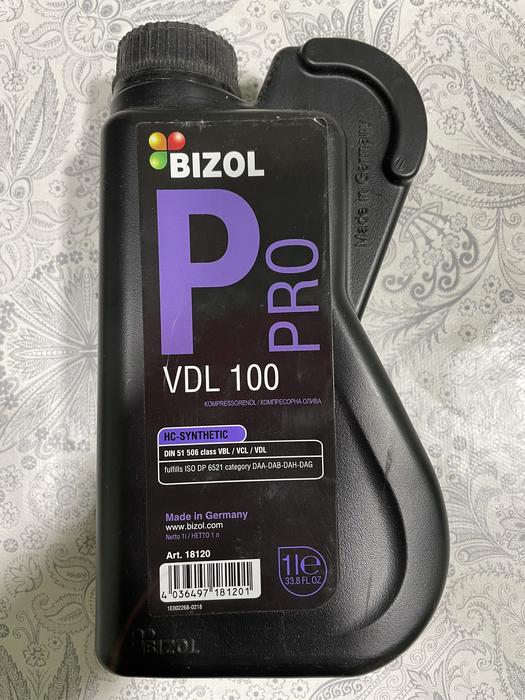 BIZOL
P PRO
VDL 100
KOMPRESSORENÖL / КОМПРЕСОРНА ОЛИВА
HC-SYNTHETIC
DIN 51 506 class VBL / VCL / VDL
fulfills ISO DP 6521 category DAA-DAB-DAH-DAG
Made in Germany
www.bizol.com
Netto 1l / НЕТТО 1 л
Art. 18120
4 036497 181201
1E002268-0218
1l e
33.8 FL OZ
Made in Germany
BIZOL